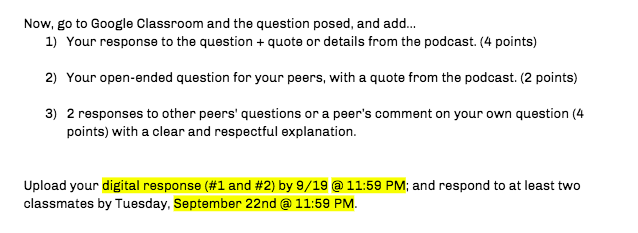 Now, go to Google Classroom and the question posed, and add...
1) Your response to the question + quote or details from the podcast. (4 points)
2) Your open-ended question for your peers, with a quote from the podcast. (2 points)
3) 2 responses to other peers' questions or a peer's comment on your own question (4
points) with a clear and respectful explanation.
Upload your digital response (#1 and #2) by 9/19 @ 11:59 PM; and respond to at least two
classmates by Tuesday, September 22nd @ 11:59 PM.